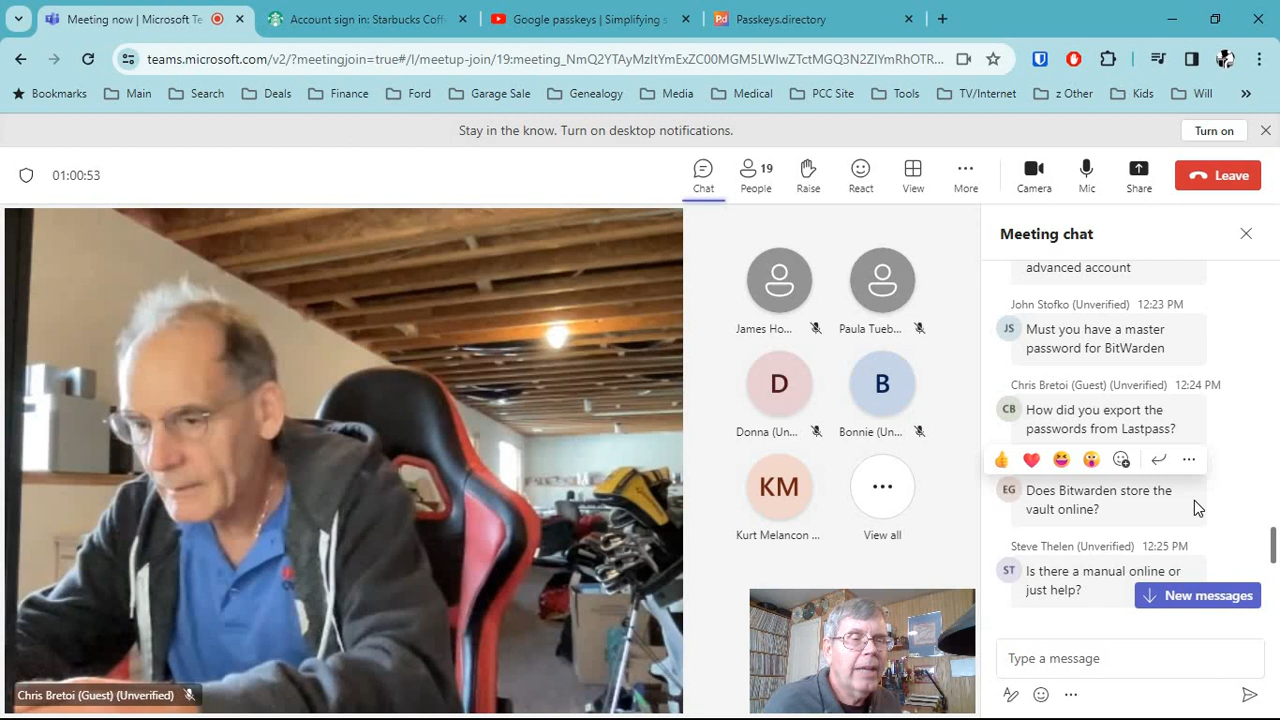 Meeting now | Microsoft Te
Account sign in: Starbucks Coff
Google passkeys | Simplifying s
Pd Passkeys.directory
teams.microsoft.com/v2/?meetingjoin=true#/l/meetup-join/19:meeting_NmQ2YTAyMzItYmExZC00MGM5LWIwZTctMGQ3N2ZlYmRhOTR...
Bookmarks Main Search Deals Finance Ford Garage Sale Genealogy Media Medical PCC Site Tools TV/Internet z Other Kids Will »
Stay in the know. Turn on desktop notifications. Turn on
01:00:53
19
Chat People Raise React View More Camera Mic Share Leave
Meeting chat
advanced account
John Stofko (Unverified) 12:23 PM
JS Must you have a master
password for BitWarden
Chris Bretoi (Guest) (Unverified) 12:24 PM
CB How did you export the
passwords from Lastpass?
EG Does Bitwarden store the
vault online?
Steve Thelen (Unverified) 12:25 PM
ST Is there a manual online or
just help?
New messages
Type a message
James Ho...
Paula Tueb...
D
B
Donna (Un...
Bonnie (Un...
KM
Kurt Melancon ...
View all
Chris Bretoi (Guest) (Unverified)